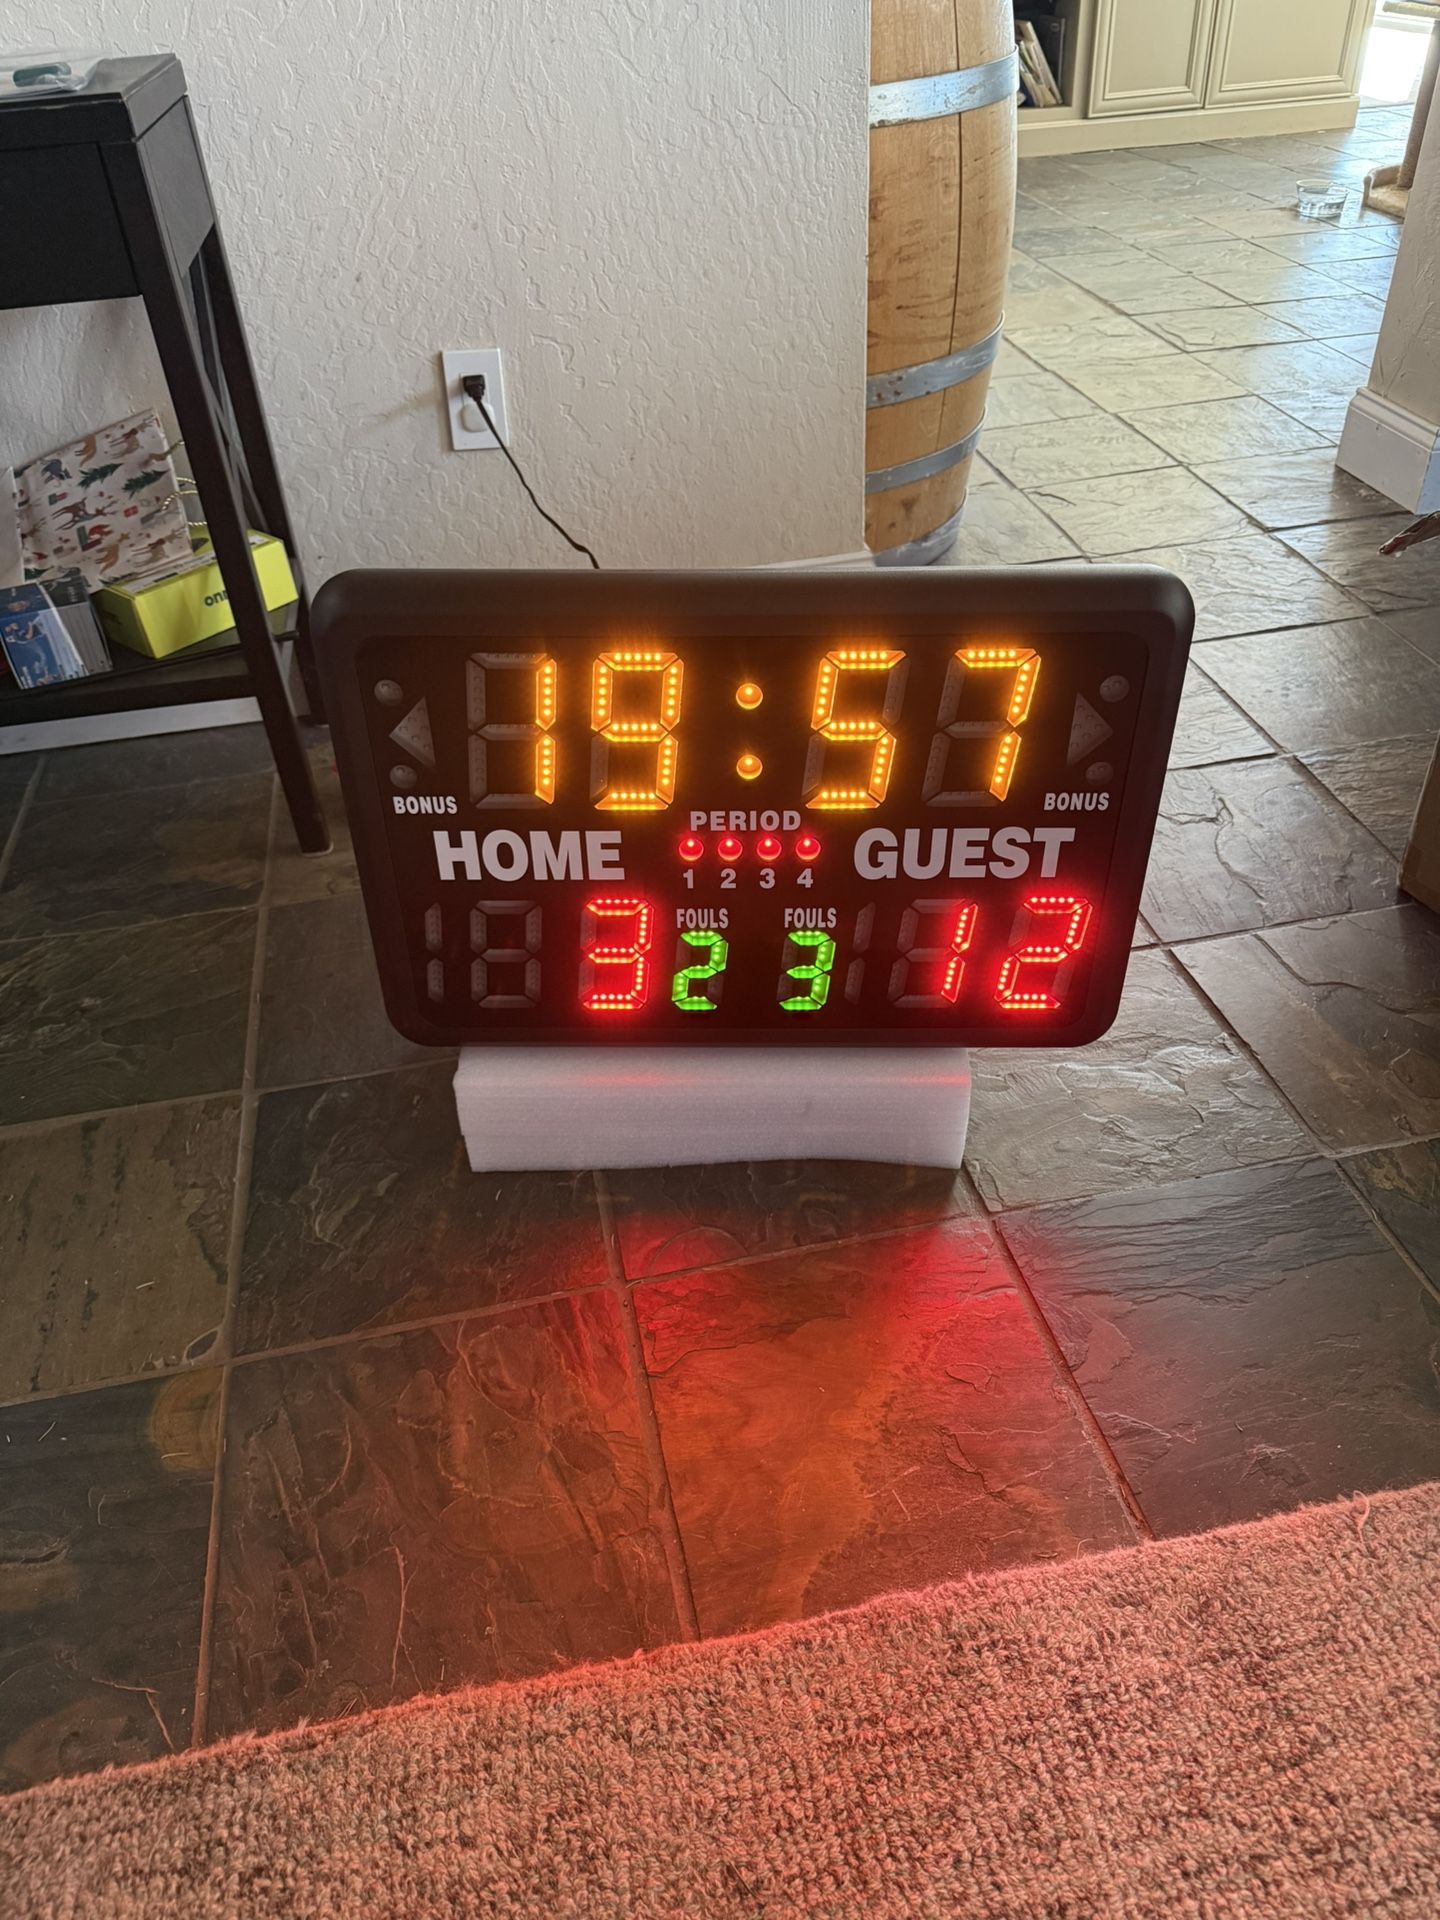 19:57
BONUS
PERIOD
BONUS
HOME
GUEST
1 2 3 4
FOULS
FOULS
3
2
3
12